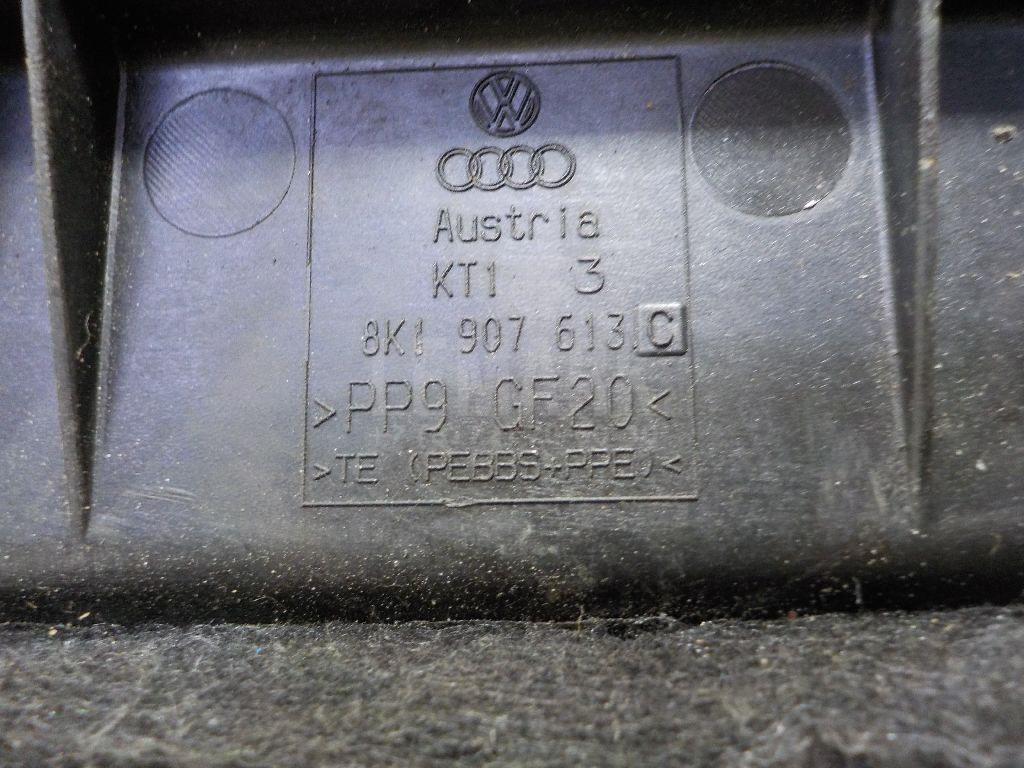 Austria
KT1 3
8K1 907 613 C
>PP9 GF20<
>TE (PEBBS+PPE)<